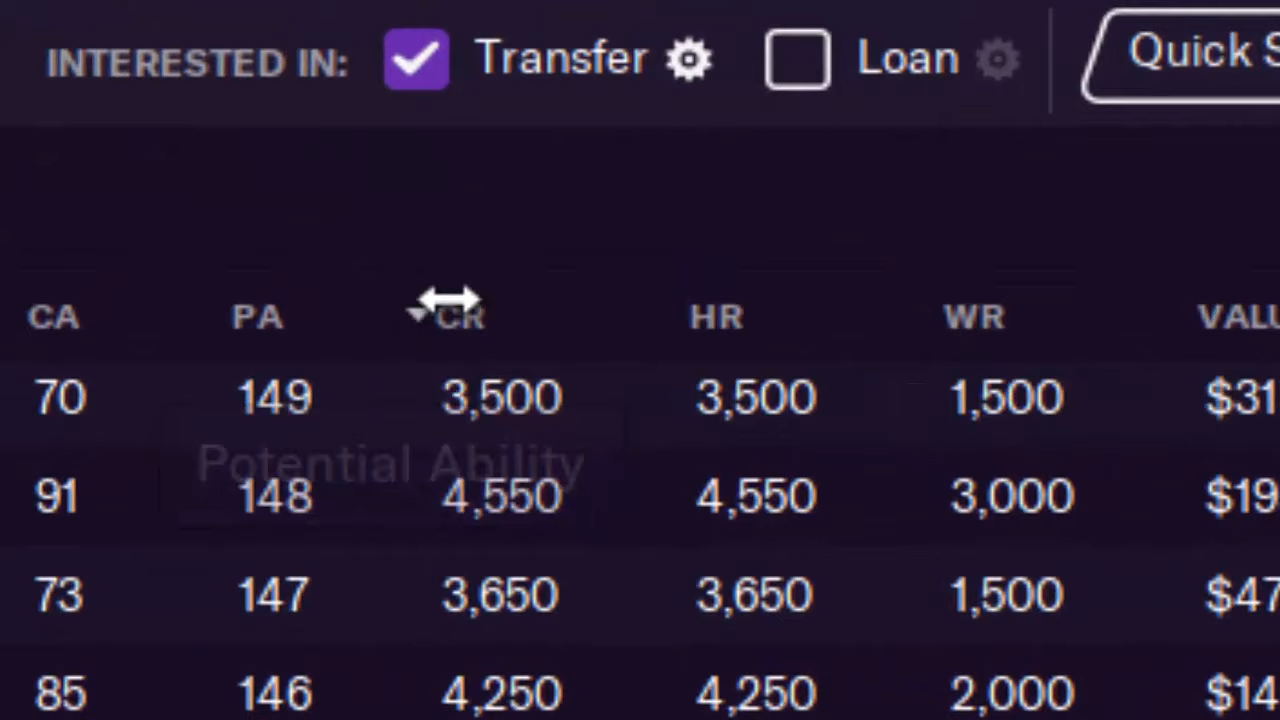 INTERESTED IN: Transfer Loan Quick S
CA PA CR HR WR VALU
70 149 3,500 3,500 1,500 $31
Potential Ability
91 148 4,550 4,550 3,000 $19
73 147 3,650 3,650 1,500 $47
85 146 4,250 4,250 2,000 $14